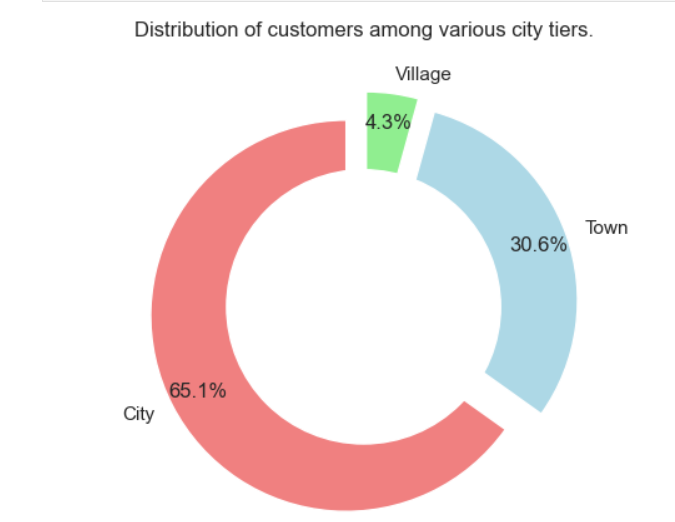 Distribution of customers among various city tiers.
Village
4.3%
Town
30.6%
65.1%
City